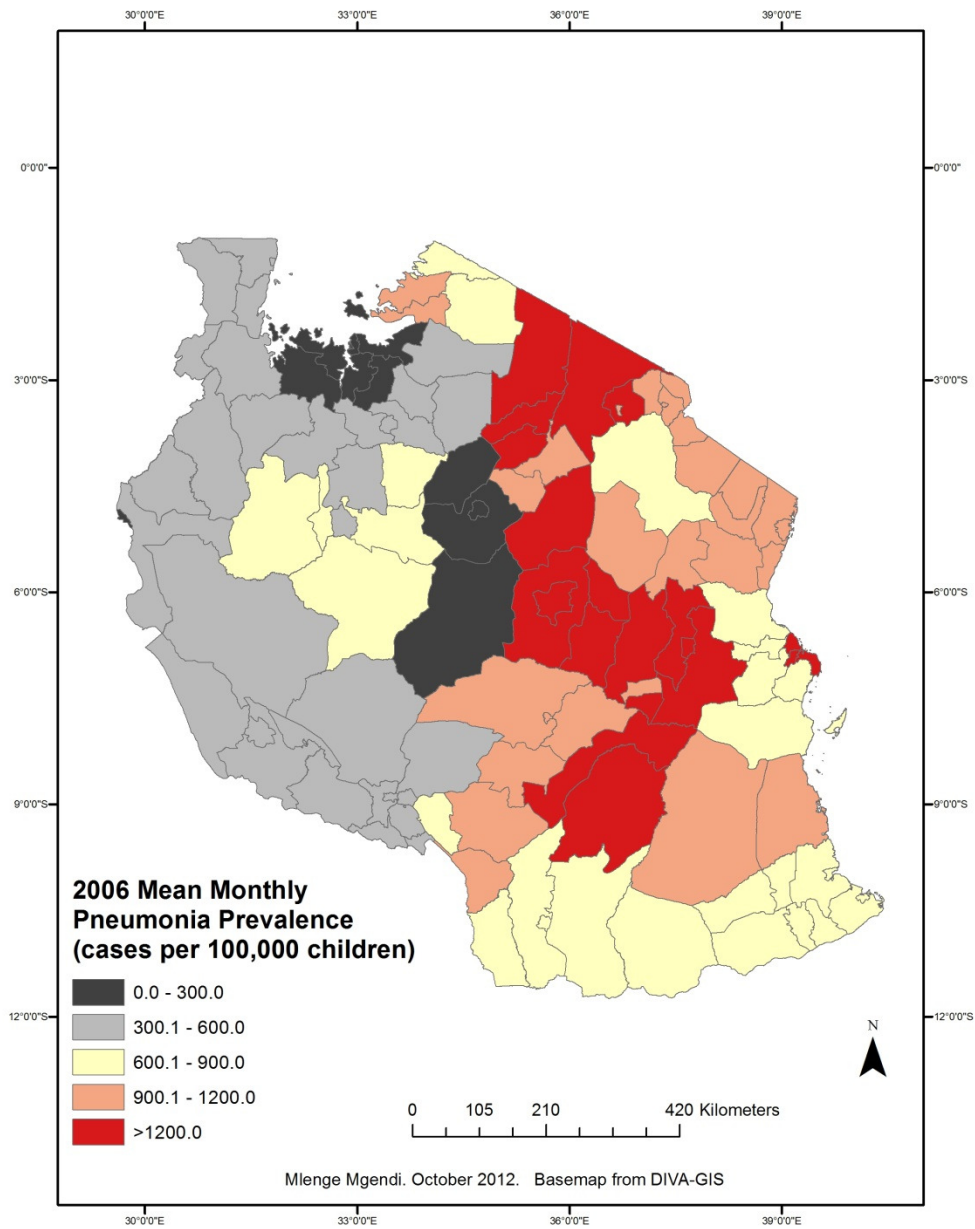 30°0'0"E 33°0'0"E 36°0'0"E 39°0'0"E
0°0'0" 0°0'0"
3°0'0"S 3°0'0"S
6°0'0"S 6°0'0"S
9°0'0"S 9°0'0"S
2006 Mean Monthly
Pneumonia Prevalence
(cases per 100,000 children)
0.0 - 300.0
300.1 - 600.0
12°0'0"S 12°0'0"S
N
600.1 - 900.0
900.1 - 1200.0
>1200.0
0 105 210 420 Kilometers
Mlenge Mgendi. October 2012. Basemap from DIVA-GIS
30°0'0"E 33°0'0"E 36°0'0"E 39°0'0"E